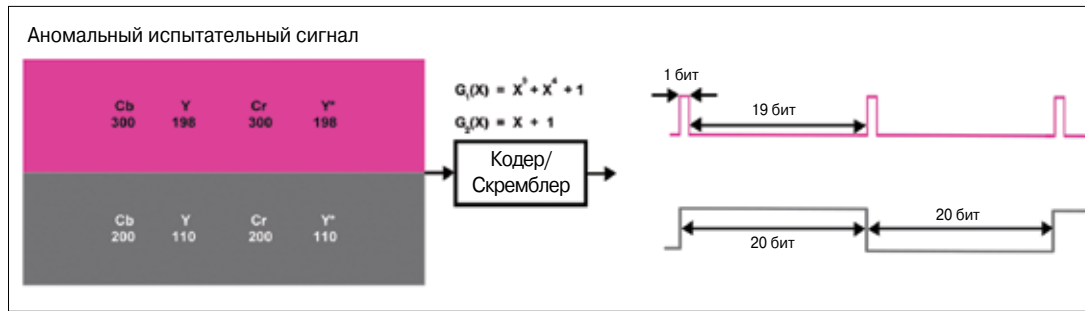 Аномальный испытательный сигнал
Cb Y Cr Y*
300 198 300 198
Cb Y Cr Y*
200 110 200 110
G₁(X) = X⁹ + X⁴ + 1
G₂(X) = X + 1
Кодер/
Скремблер
1 бит
19 бит
20 бит
20 бит